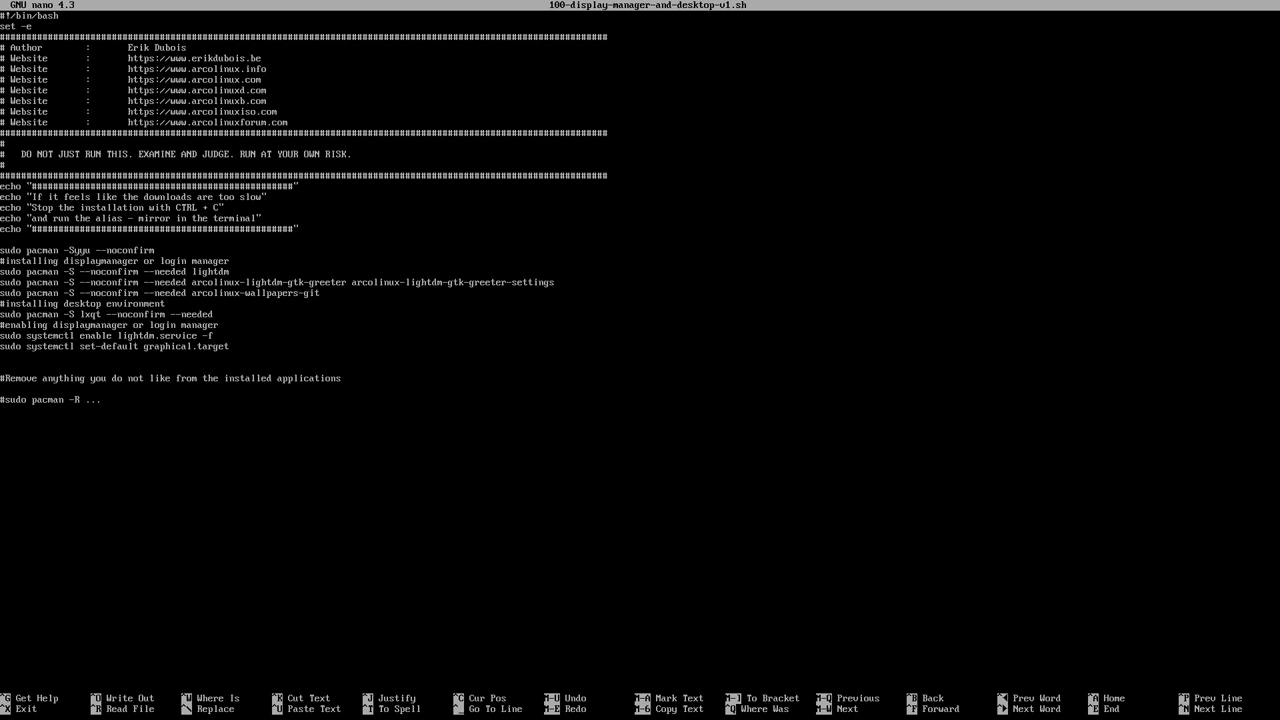 GNU nano 4.3 100-display-manager-and-desktop-v1.sh
#!/bin/bash
set -e
##################################################################################################################
# Author : Erik Dubois
# Website : https://www.erikdubois.be
# Website : https://www.arcolinux.info
# Website : https://www.arcolinux.com
# Website : https://www.arcolinuxd.com
# Website : https://www.arcolinuxb.com
# Website : https://www.arcolinuxiso.com
# Website : https://www.arcolinuxforum.com
##################################################################################################################
#
# DO NOT JUST RUN THIS. EXAMINE AND JUDGE. RUN AT YOUR OWN RISK.
#
##################################################################################################################
echo "#################################################"
echo "If it feels like the downloads are too slow"
echo "Stop the installation with CTRL + C"
echo "and run the alias - mirror in the terminal"
echo "#################################################"
sudo pacman -Syyu --noconfirm
#installing displaymanager or login manager
sudo pacman -S --noconfirm --needed lightdm
sudo pacman -S --noconfirm --needed arcolinux-lightdm-gtk-greeter arcolinux-lightdm-gtk-greeter-settings
sudo pacman -S --noconfirm --needed arcolinux-wallpapers-git
#installing desktop environment
sudo pacman -S lxqt --noconfirm --needed
#enabling displaymanager or login manager
sudo systemctl enable lightdm.service -f
sudo systemctl set-default graphical.target
#Remove anything you do not like from the installed applications
#sudo pacman -R ...
^G Get Help ^O Write Out ^W Where Is ^K Cut Text ^J Justify ^C Cur Pos M-U Undo M-A Mark Text M-] To Bracket M-Q Previous ^B Back ^◀ Prev Word ^A Home ^P Prev Line
^X Exit ^R Read File ^\ Replace ^U Paste Text ^T To Spell ^_ Go To Line M-E Redo M-6 Copy Text ^Q Where Was M-W Next ^F Forward ^▶ Next Word ^E End ^N Next Line